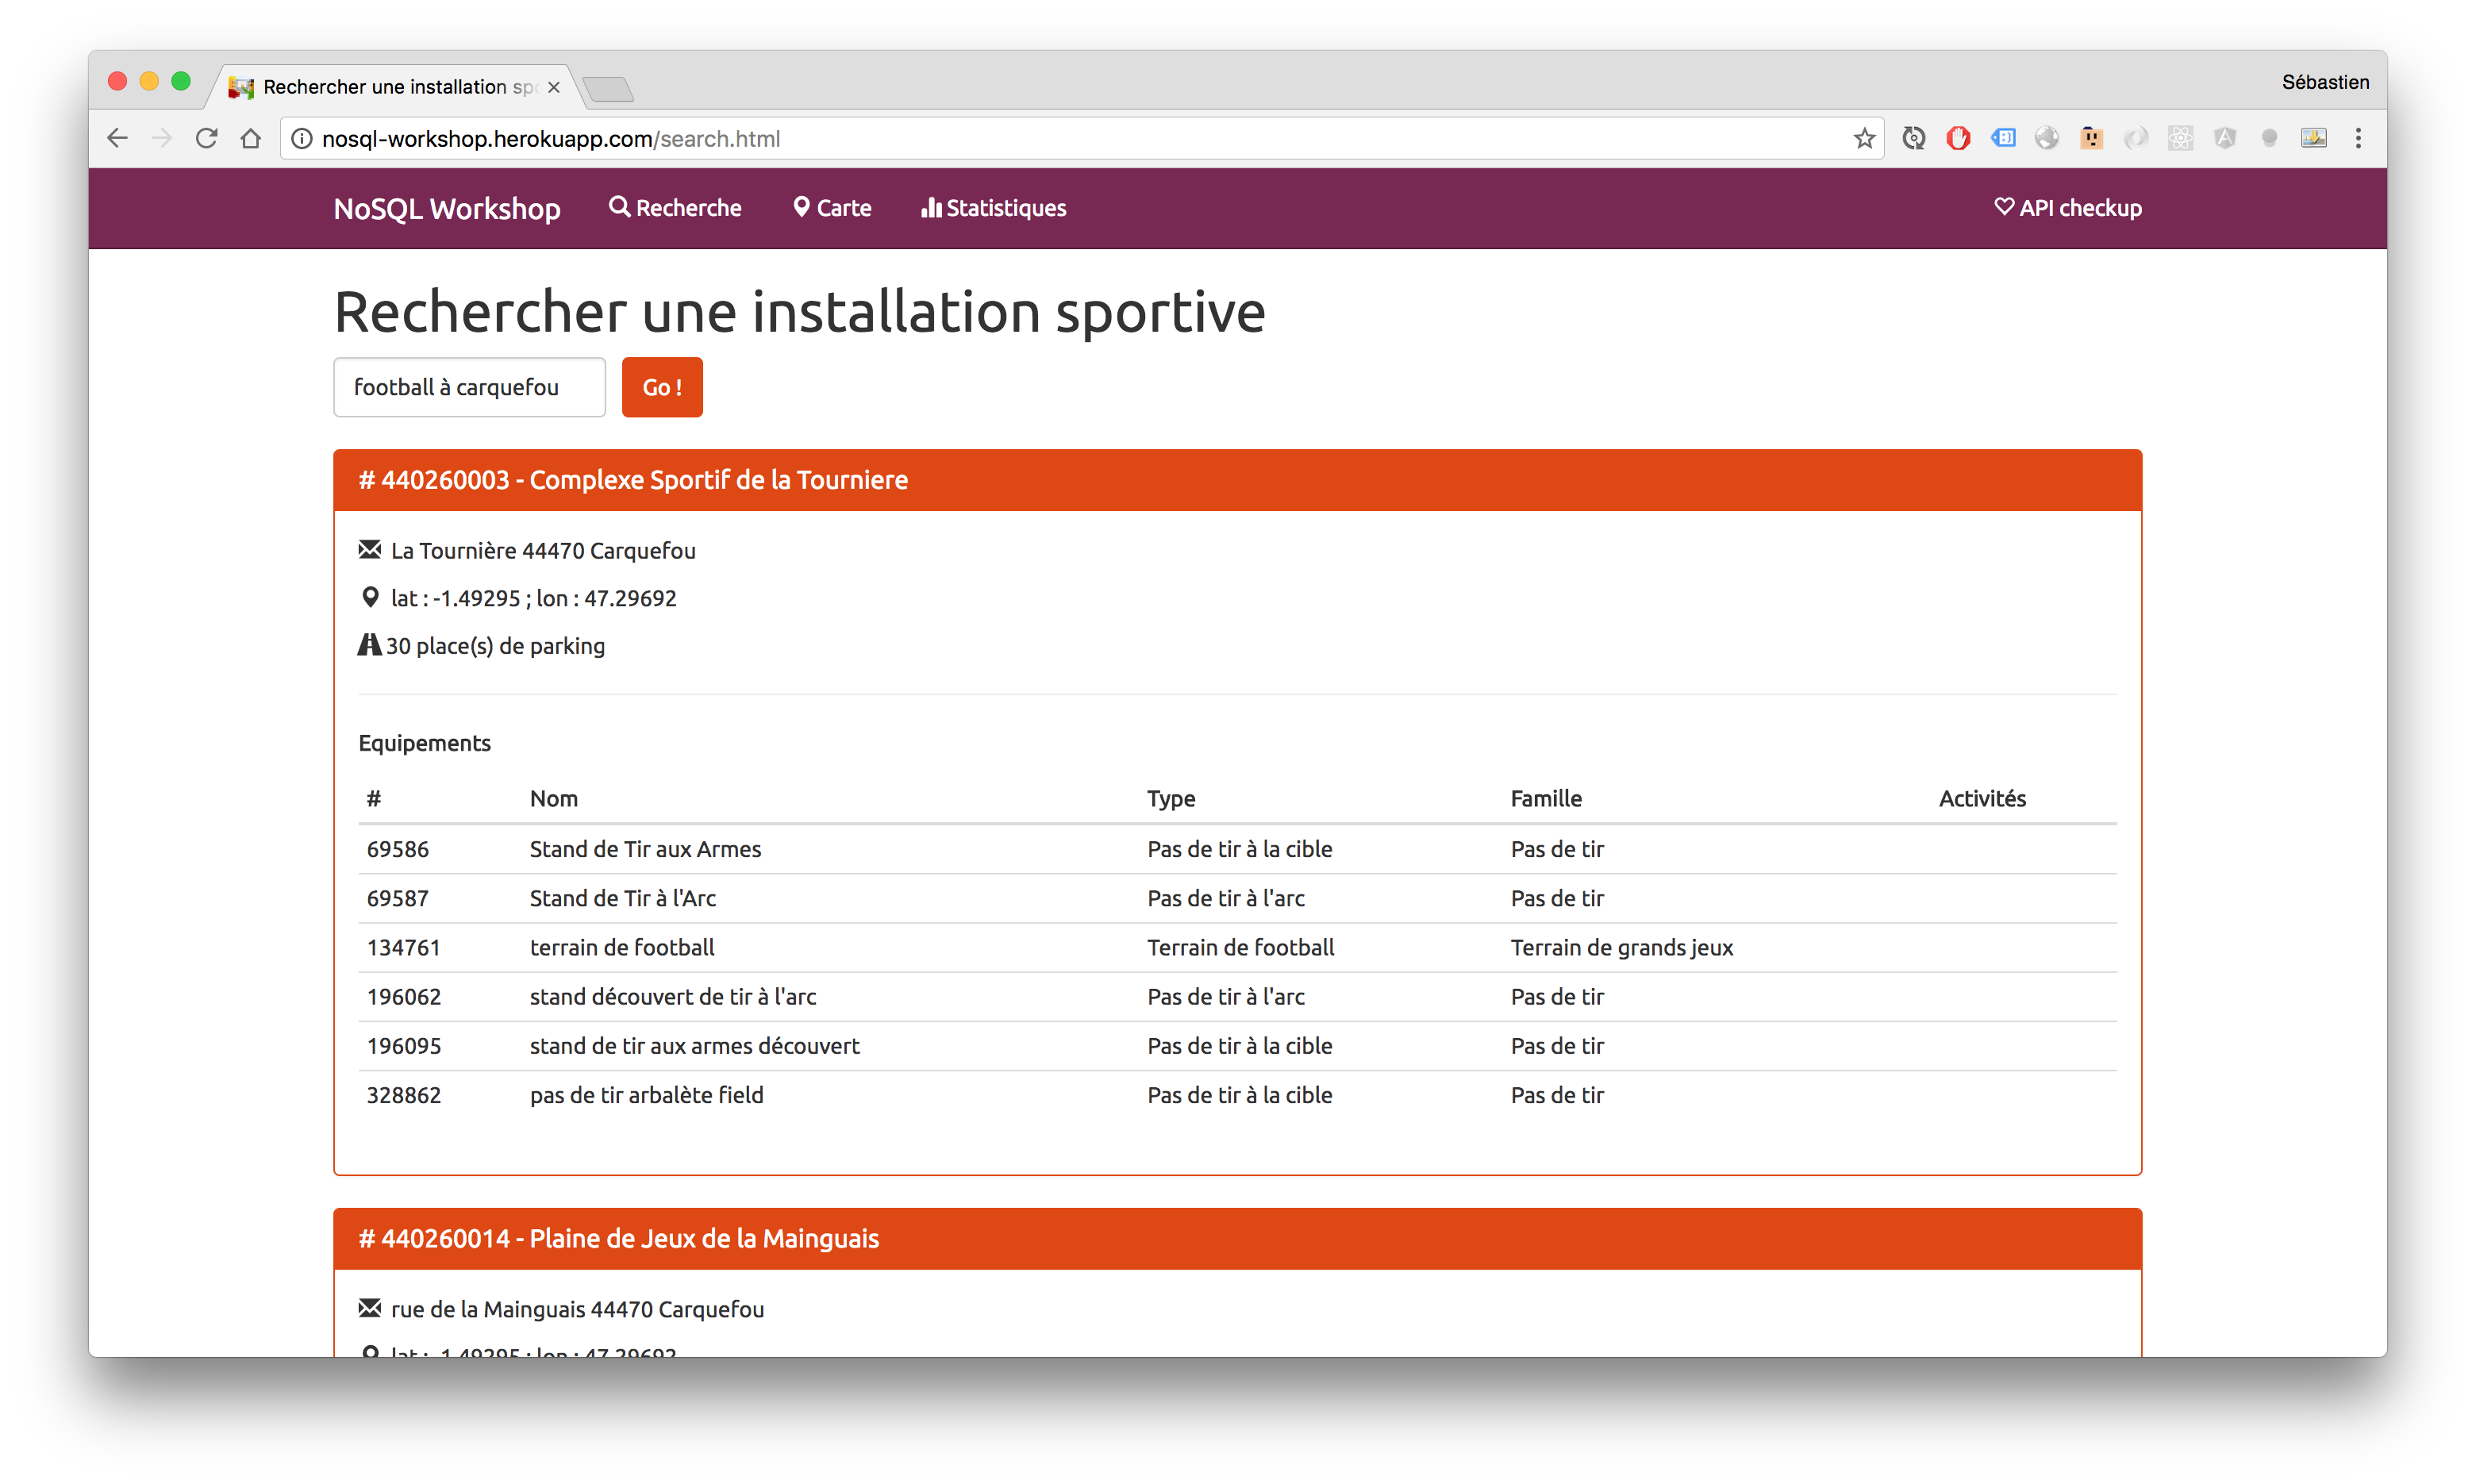 Rechercher une installation sp
Sébastien
nosql-workshop.herokuapp.com/search.html
NoSQL Workshop Recherche Carte Statistiques API checkup
Rechercher une installation sportive
football à carquefou Go !
# 440260003 - Complexe Sportif de la Tourniere
La Tournière 44470 Carquefou
lat : -1.49295 ; lon : 47.29692
30 place(s) de parking
Equipements
# Nom Type Famille Activités
69586 Stand de Tir aux Armes Pas de tir à la cible Pas de tir
69587 Stand de Tir à l'Arc Pas de tir à l'arc Pas de tir
134761 terrain de football Terrain de football Terrain de grands jeux
196062 stand découvert de tir à l'arc Pas de tir à l'arc Pas de tir
196095 stand de tir aux armes découvert Pas de tir à la cible Pas de tir
328862 pas de tir arbalète field Pas de tir à la cible Pas de tir
# 440260014 - Plaine de Jeux de la Mainguais
rue de la Mainguais 44470 Carquefou
lat : -1.49295 ; lon : 47.29692